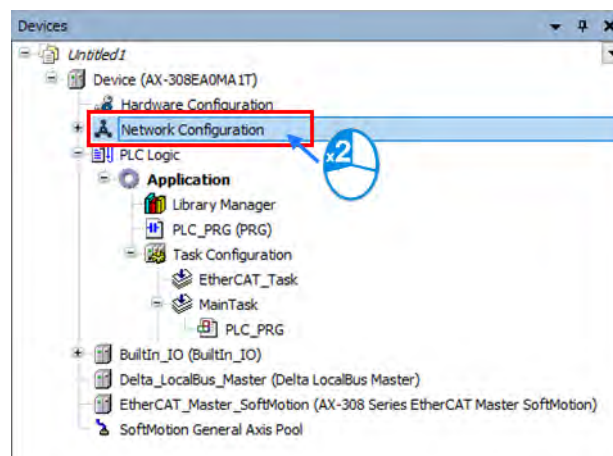 Devices
Untitled1
Device (AX-308EA0MA1T)
Hardware Configuration
Network Configuration
x2
PLC Logic
Application
Library Manager
PLC_PRG (PRG)
Task Configuration
EtherCAT_Task
MainTask
PLC_PRG
BuiltIn_IO (BuiltIn_IO)
Delta_LocalBus_Master (Delta LocalBus Master)
EtherCAT_Master_SoftMotion (AX-308 Series EtherCAT Master SoftMotion)
SoftMotion General Axis Pool